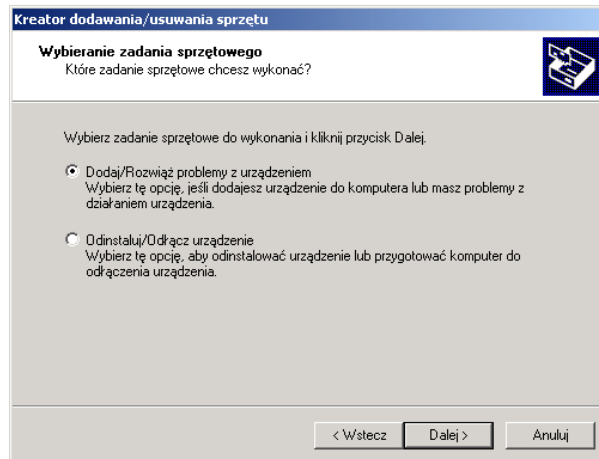 Kreator dodawania/usuwania sprzętu
Wybieranie zadania sprzętowego
Które zadanie sprzętowe chcesz wykonać?
Wybierz zadanie sprzętowe do wykonania i kliknij przycisk Dalej.
Dodaj/Rozwiąż problemy z urządzeniem
Wybierz tę opcję, jeśli dodajesz urządzenie do komputera lub masz problemy z
działaniem urządzenia.
Odinstaluj/Odłącz urządzenie
Wybierz tę opcję, aby odinstalować urządzenie lub przygotować komputer do
odłączenia urządzenia.
< Wstecz Dalej > Anuluj